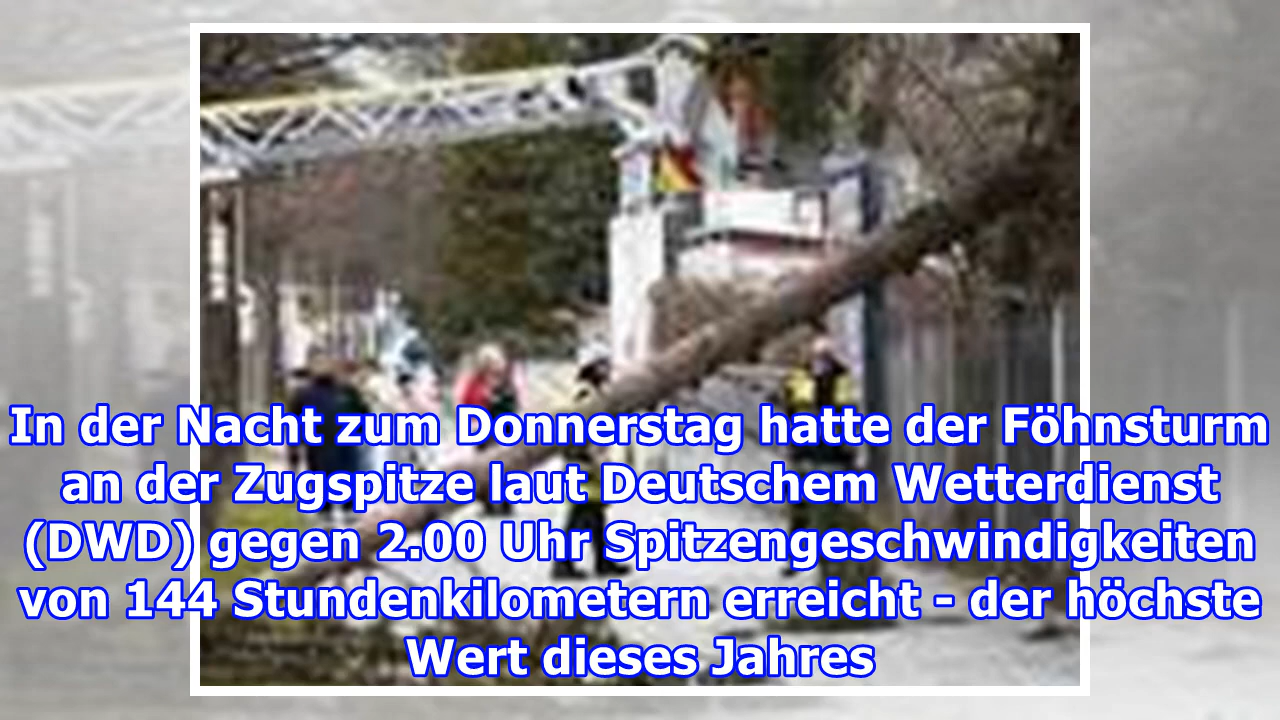 In der Nacht zum Donnerstag hatte der Föhnsturm
an der Zugspitze laut Deutschem Wetterdienst
(DWD) gegen 2.00 Uhr Spitzengeschwindigkeiten
von 144 Stundenkilometern erreicht - der höchste
Wert dieses Jahres